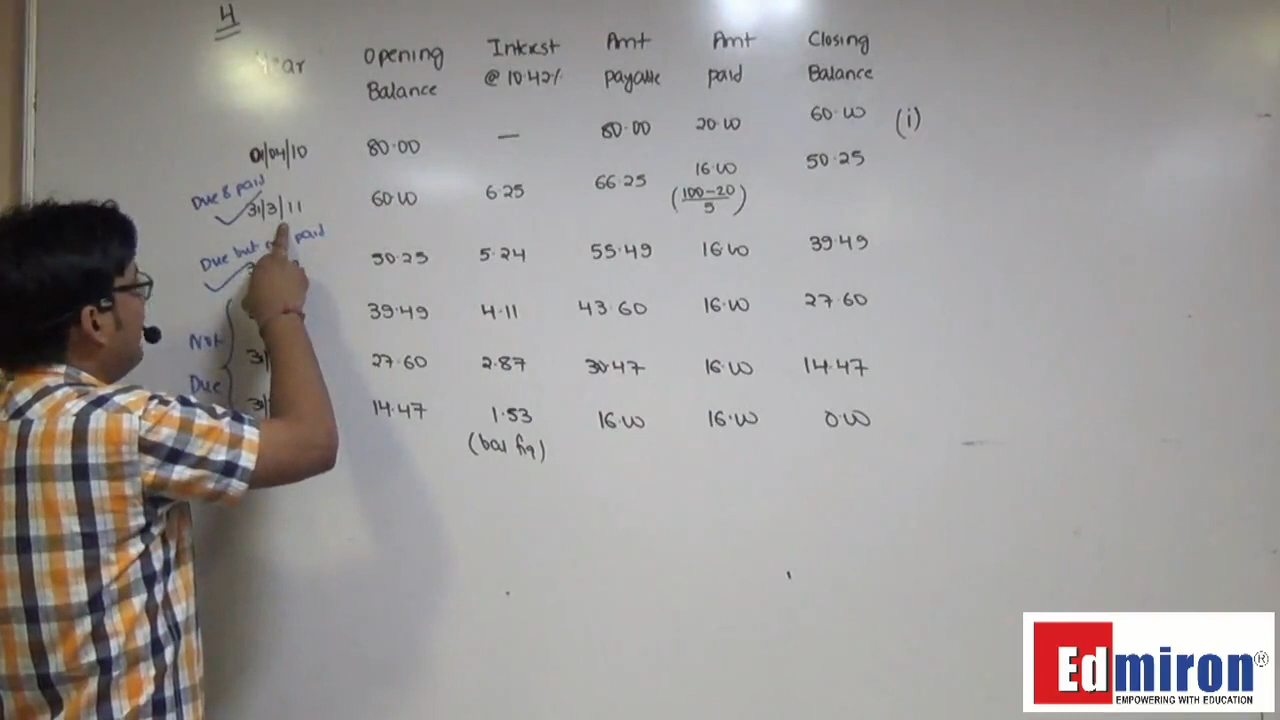 4
Year Opening Balance Interest @ 10.42% Amt payable Amt paid Closing Balance
01/04/10 80.00 — 80.00 20.00 60.00 (i)
Due & paid
31/3/11 60.00 6.25 66.25 16.00 50.25
(100-20/5)
Due but not paid
50.25 5.24 55.49 16.00 39.49
39.49 4.11 43.60 16.00 27.60
Not Due
27.60 2.87 30.47 16.00 14.47
14.47 1.53 16.00 16.00 0.00
(bal fig)
Edmiron®
EMPOWERING WITH EDUCATION